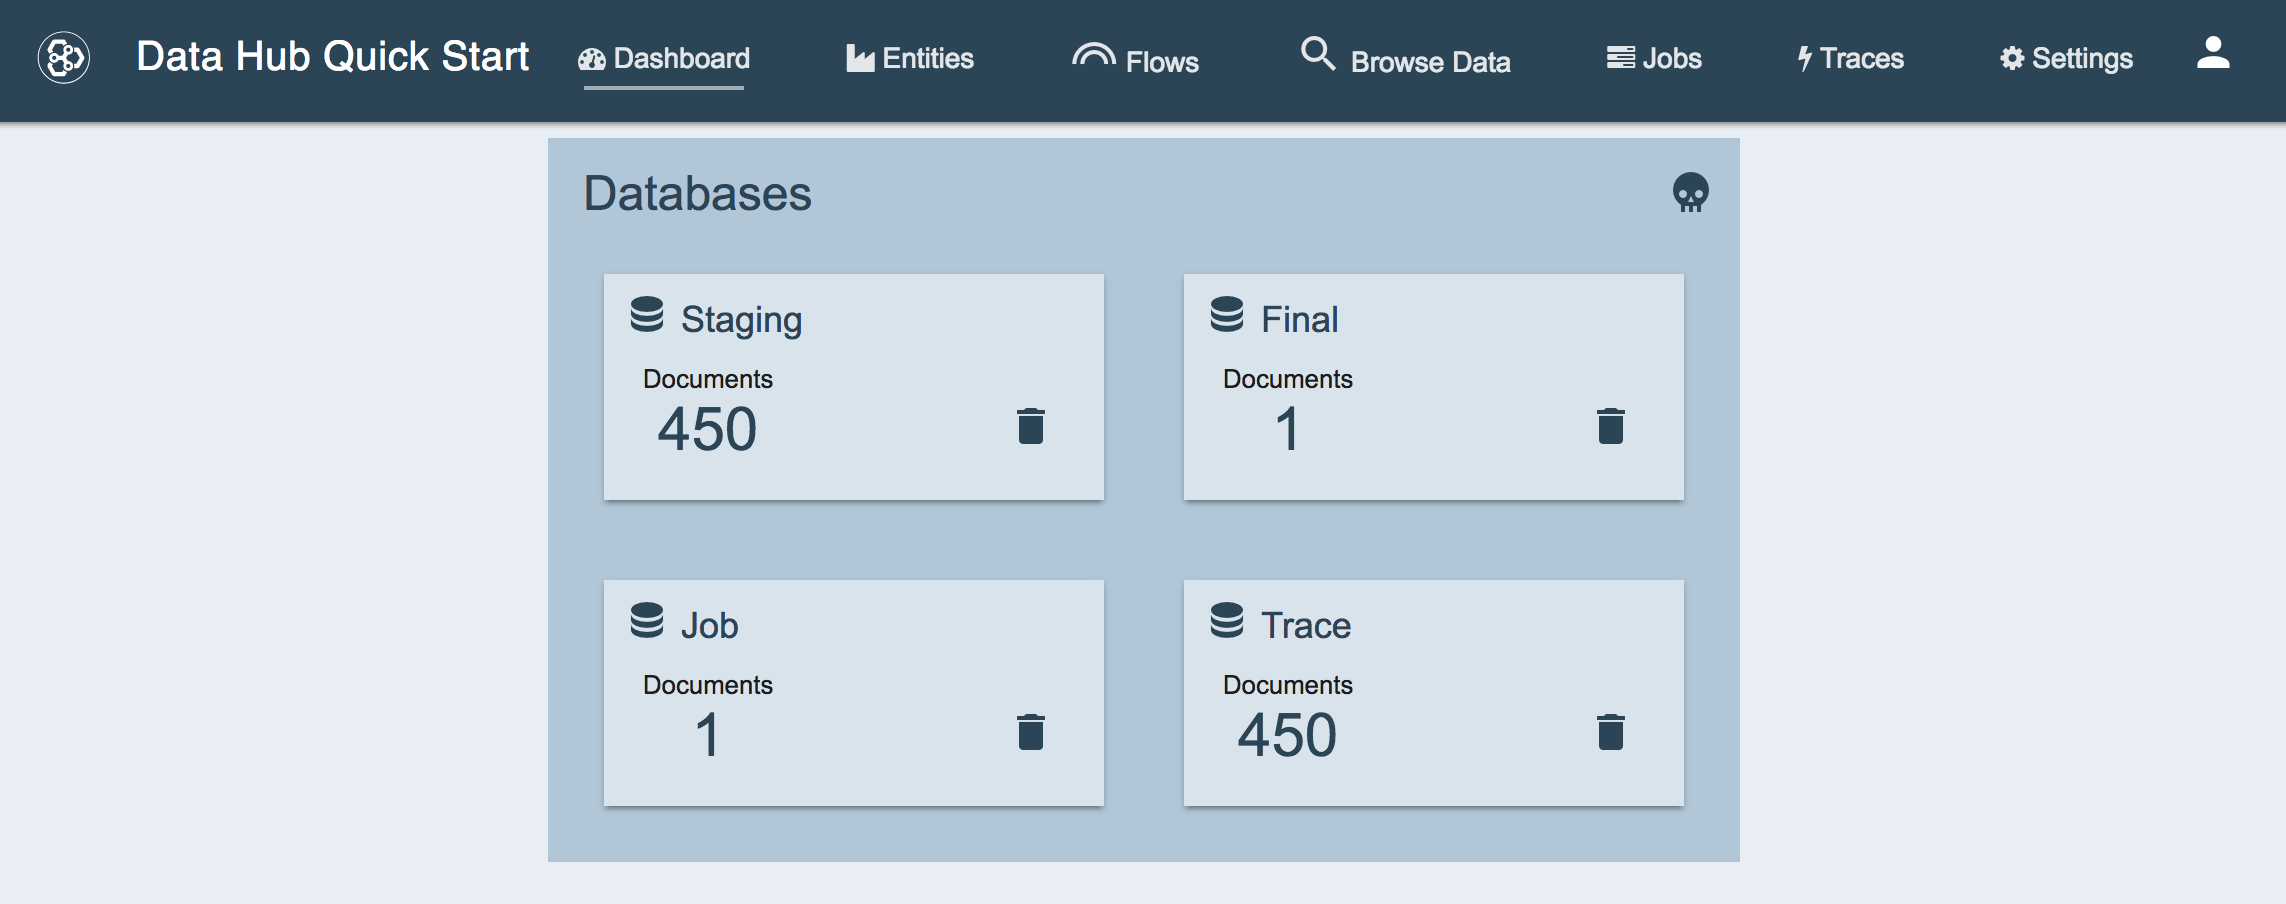 Data Hub Quick Start
Dashboard
Entities
Flows
Browse Data
Jobs
Traces
Settings
Databases
Staging
Documents
450
Final
Documents
1
Job
Documents
1
Trace
Documents
450